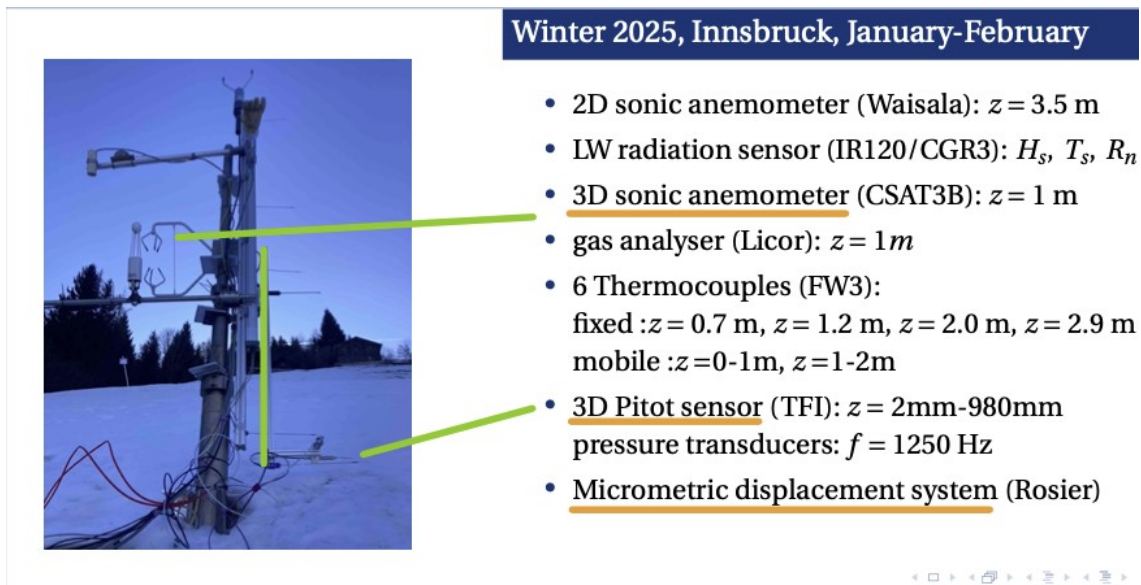 Winter 2025, Innsbruck, January-February
• 2D sonic anemometer (Waisala): z = 3.5 m
• LW radiation sensor (IR120/CGR3): Hₛ, Tₛ, Rₙ
• 3D sonic anemometer (CSAT3B): z = 1 m
• gas analyser (Licor): z = 1m
• 6 Thermocouples (FW3):
fixed :z = 0.7 m, z = 1.2 m, z = 2.0 m, z = 2.9 m
mobile :z=0-1m, z=1-2m
• 3D Pitot sensor (TFI): z = 2mm-980mm
pressure transducers: f = 1250 Hz
• Micrometric displacement system (Rosier)